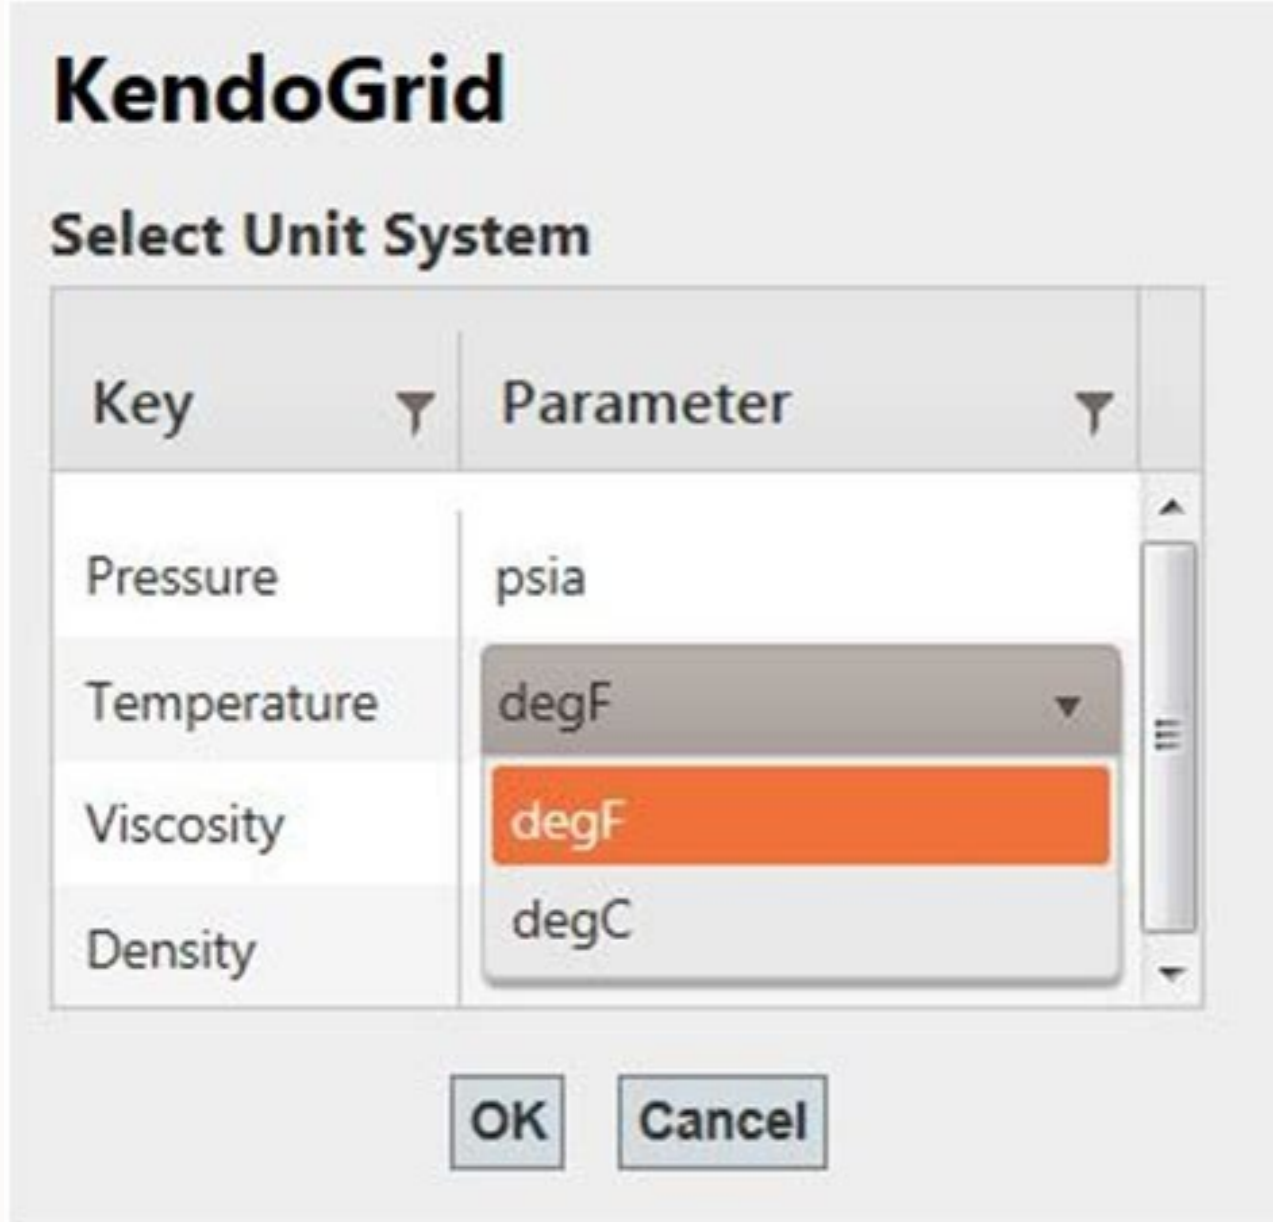 KendoGrid
Select Unit System
Key Parameter
Pressure psia
Temperature degF
Viscosity degF
degC
Density
OK Cancel